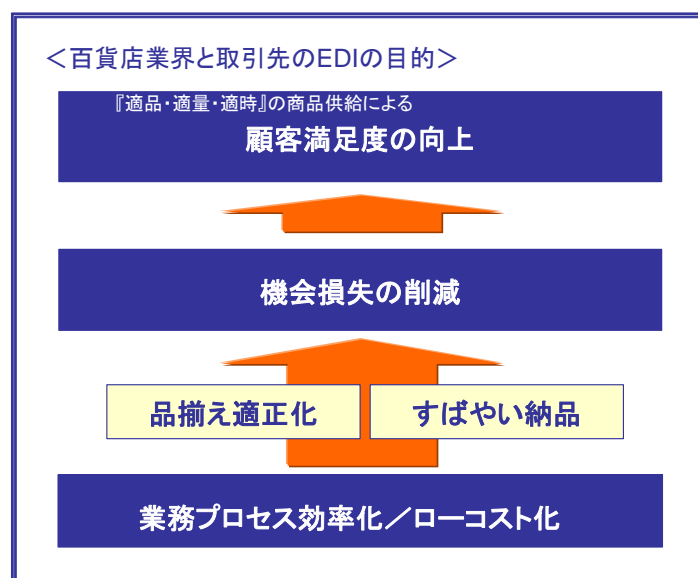 ＜百貨店業界と取引先のEDIの目的＞
『適品・適量・適時』の商品供給による
顧客満足度の向上
機会損失の削減
品揃え適正化
すばやい納品
業務プロセス効率化／ローコスト化